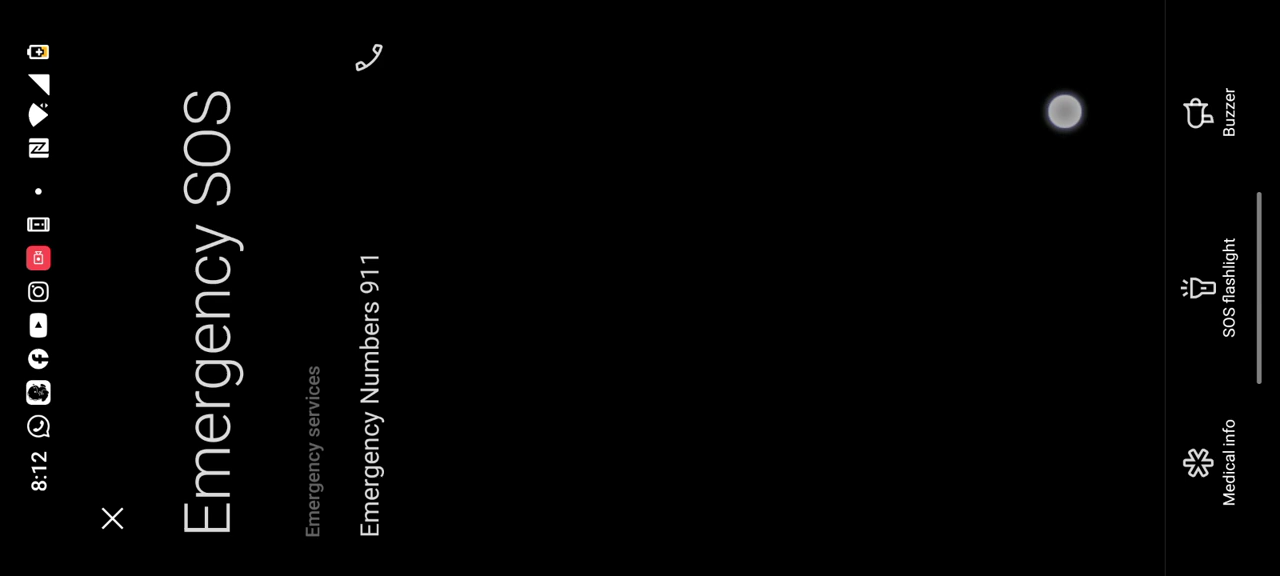 8:12
Emergency SOS
Emergency services
Emergency Numbers 911
Medical info
SOS flashlight
Buzzer